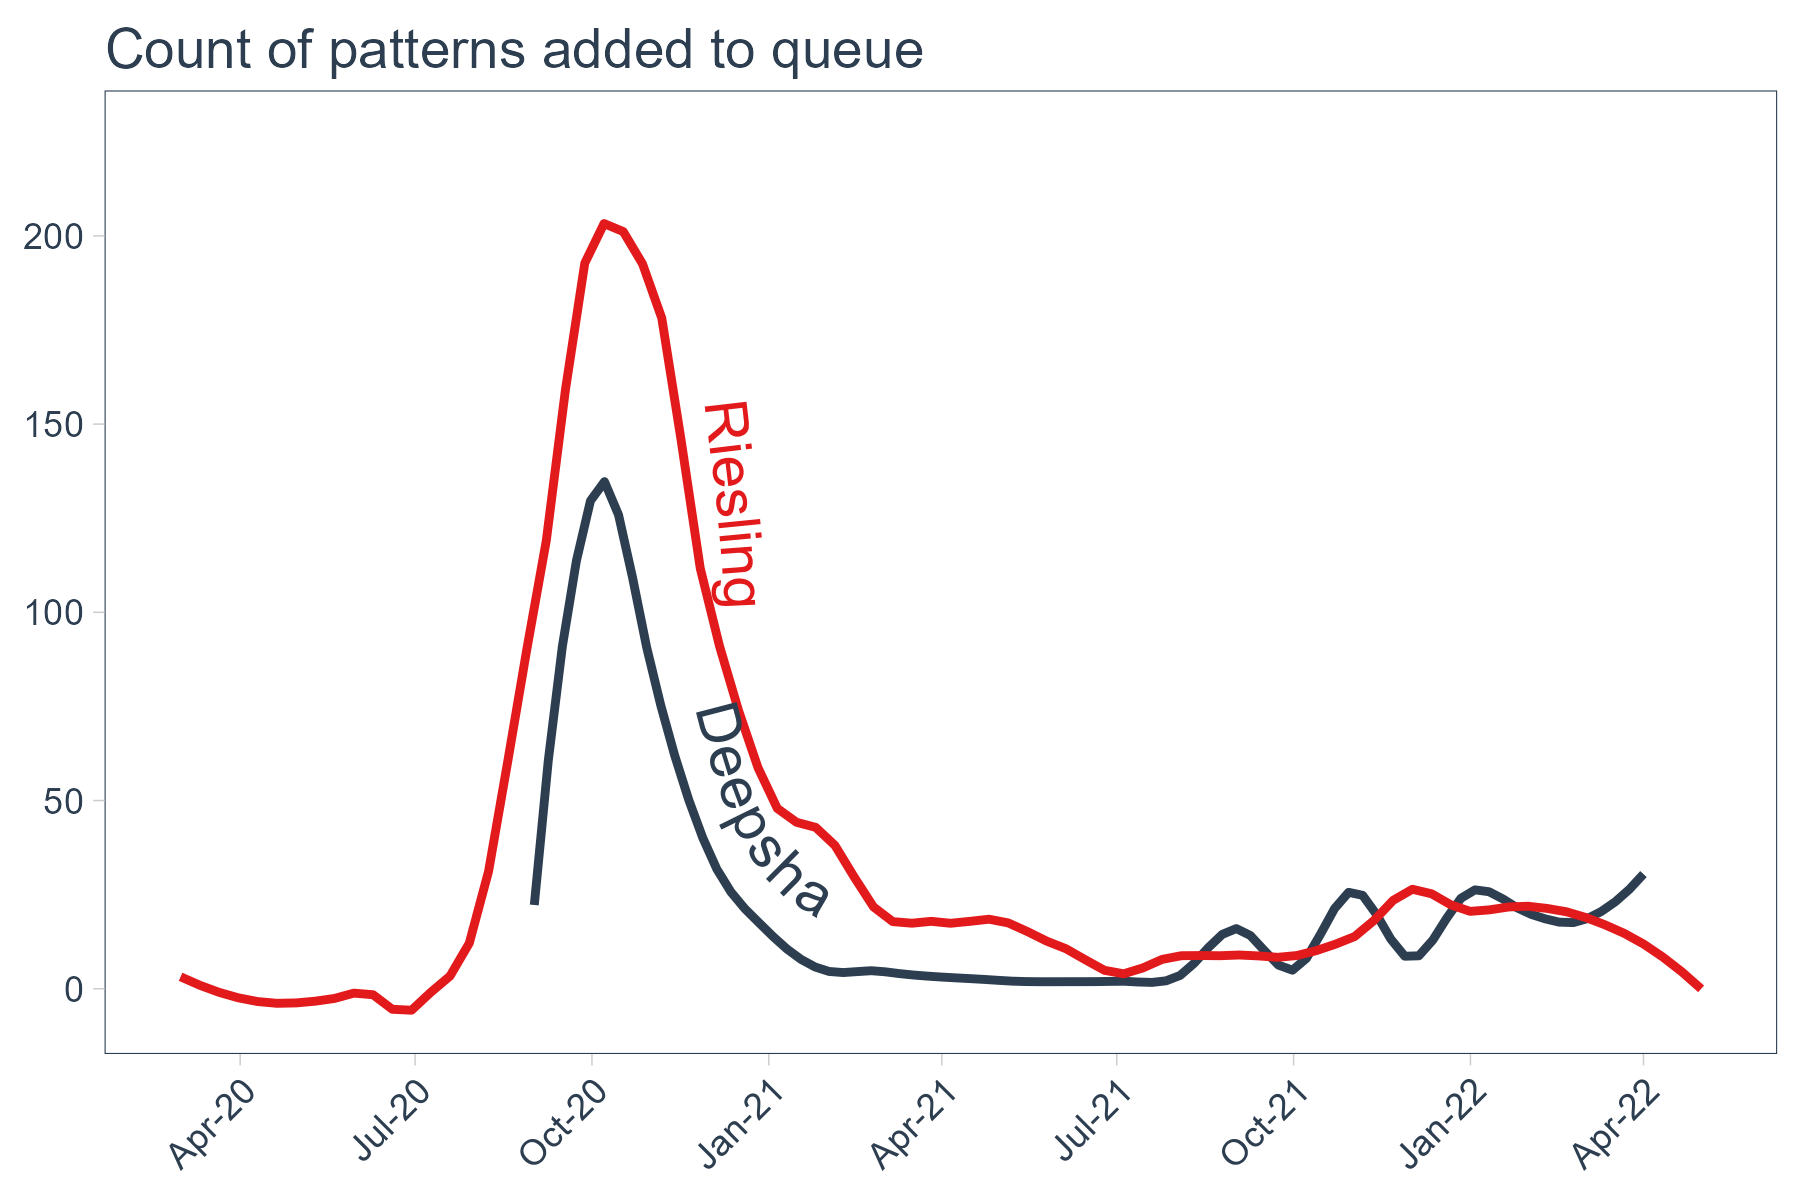 Count of patterns added to queue
200
150
100
50
0
Riesling
Deepsha
Apr-20
Jul-20
Oct-20
Jan-21
Apr-21
Jul-21
Oct-21
Jan-22
Apr-22